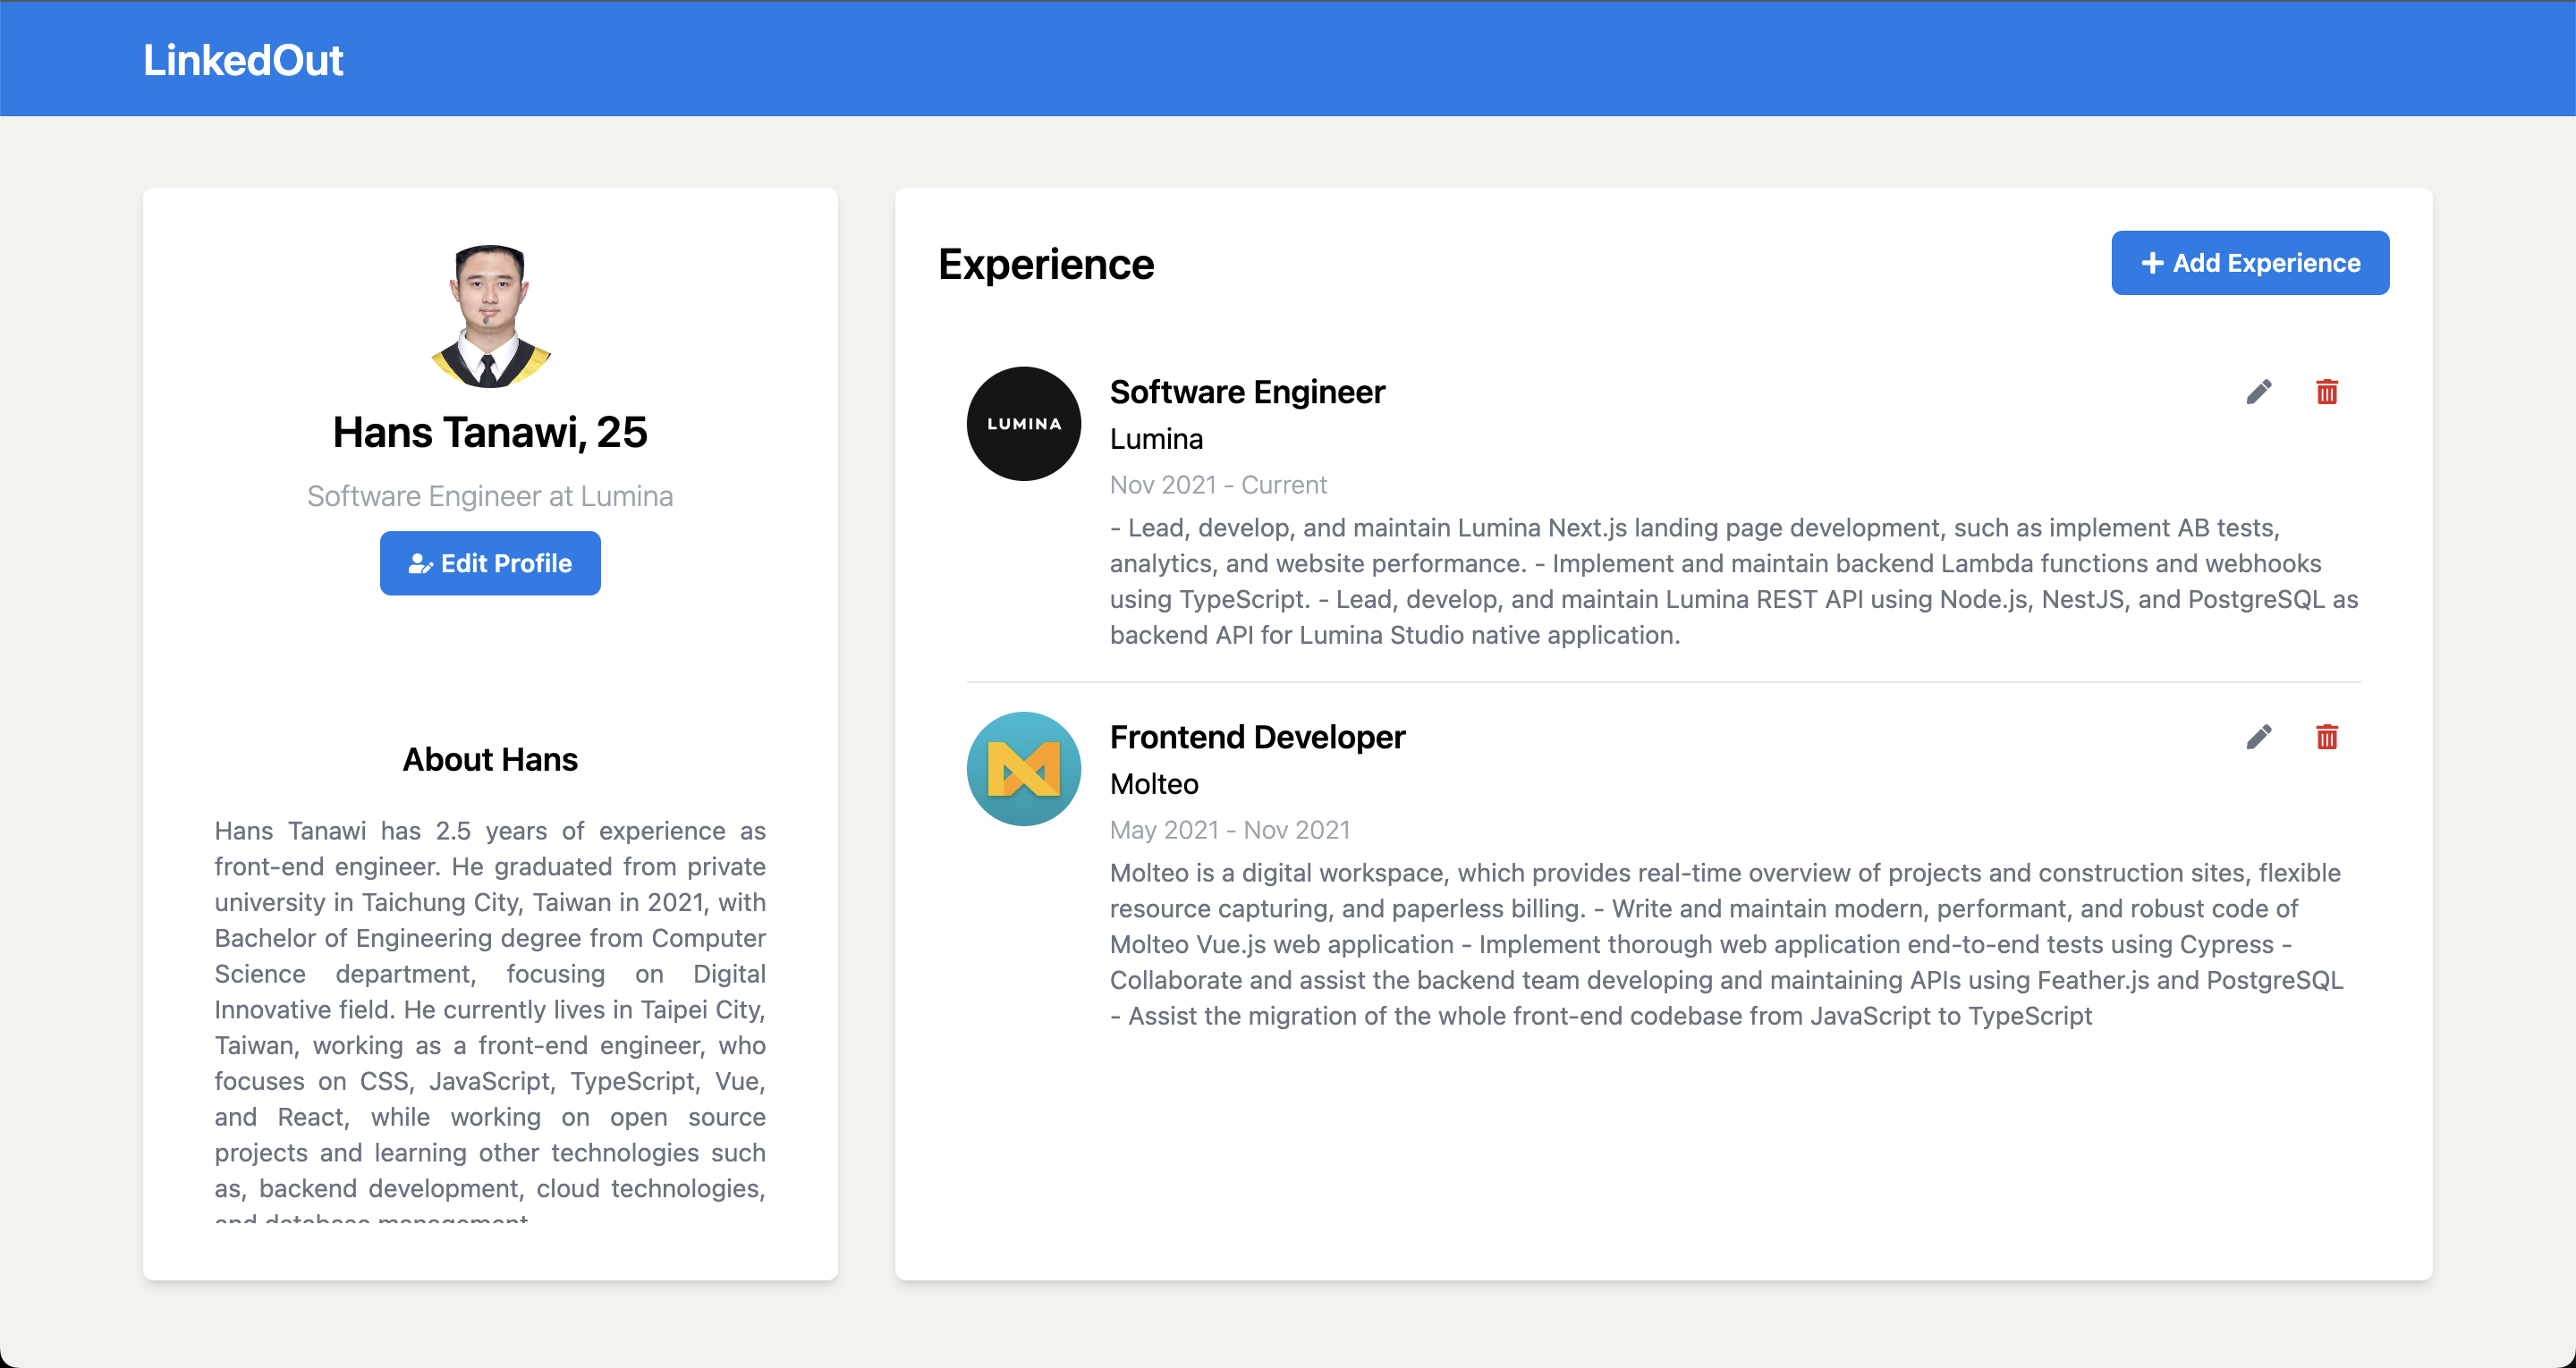 LinkedOut
Hans Tanawi, 25
Software Engineer at Lumina
Edit Profile
About Hans
Hans Tanawi has 2.5 years of experience as
front-end engineer. He graduated from private
university in Taichung City, Taiwan in 2021, with
Bachelor of Engineering degree from Computer
Science department, focusing on Digital
Innovative field. He currently lives in Taipei City,
Taiwan, working as a front-end engineer, who
focuses on CSS, JavaScript, TypeScript, Vue,
and React, while working on open source
projects and learning other technologies such
as, backend development, cloud technologies,
and database management
Experience
Add Experience
LUMINA
Software Engineer
Lumina
Nov 2021 - Current
- Lead, develop, and maintain Lumina Next.js landing page development, such as implement AB tests,
analytics, and website performance. - Implement and maintain backend Lambda functions and webhooks
using TypeScript. - Lead, develop, and maintain Lumina REST API using Node.js, NestJS, and PostgreSQL as
backend API for Lumina Studio native application.
Frontend Developer
Molteo
May 2021 - Nov 2021
Molteo is a digital workspace, which provides real-time overview of projects and construction sites, flexible
resource capturing, and paperless billing. - Write and maintain modern, performant, and robust code of
Molteo Vue.js web application - Implement thorough web application end-to-end tests using Cypress -
Collaborate and assist the backend team developing and maintaining APIs using Feather.js and PostgreSQL
- Assist the migration of the whole front-end codebase from JavaScript to TypeScript